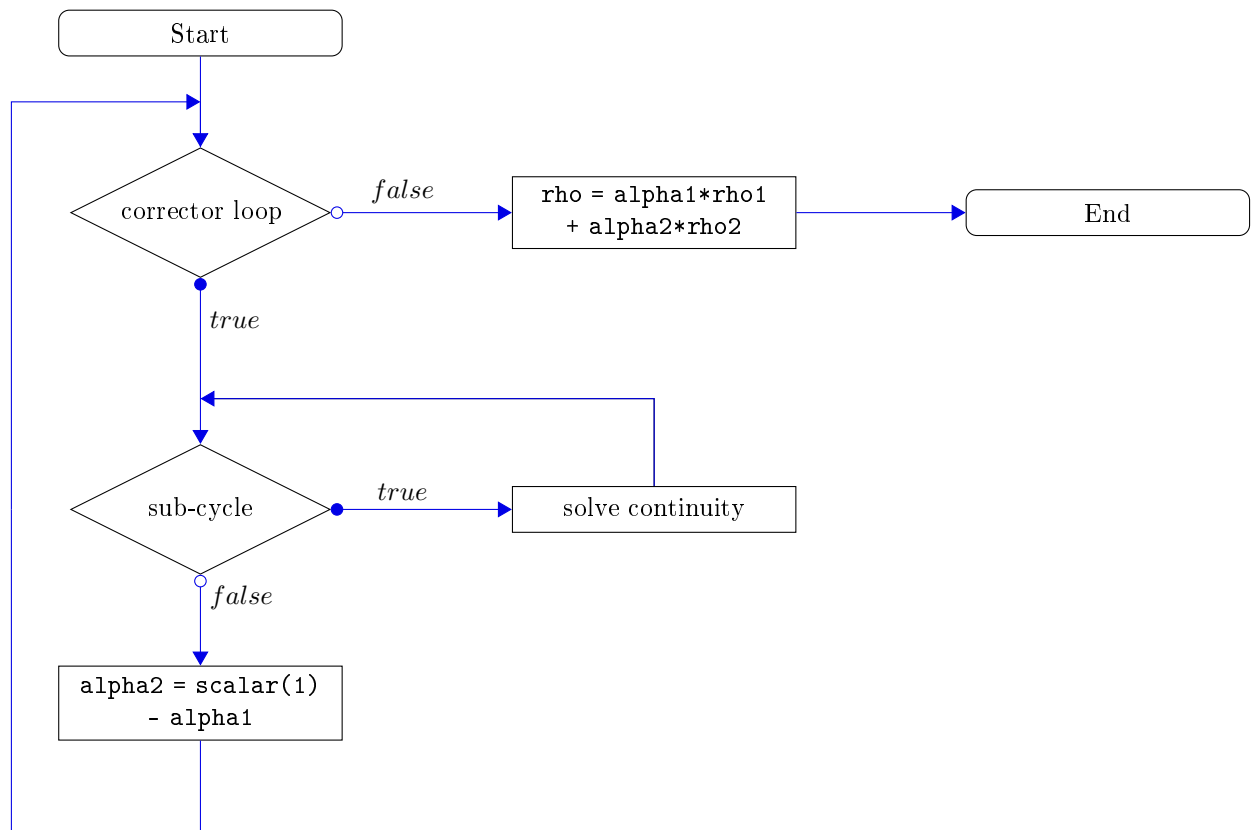 Start
corrector loop
false
rho = alpha1*rho1
+ alpha2*rho2
End
true
sub-cycle
true
solve continuity
false
alpha2 = scalar(1)
- alpha1